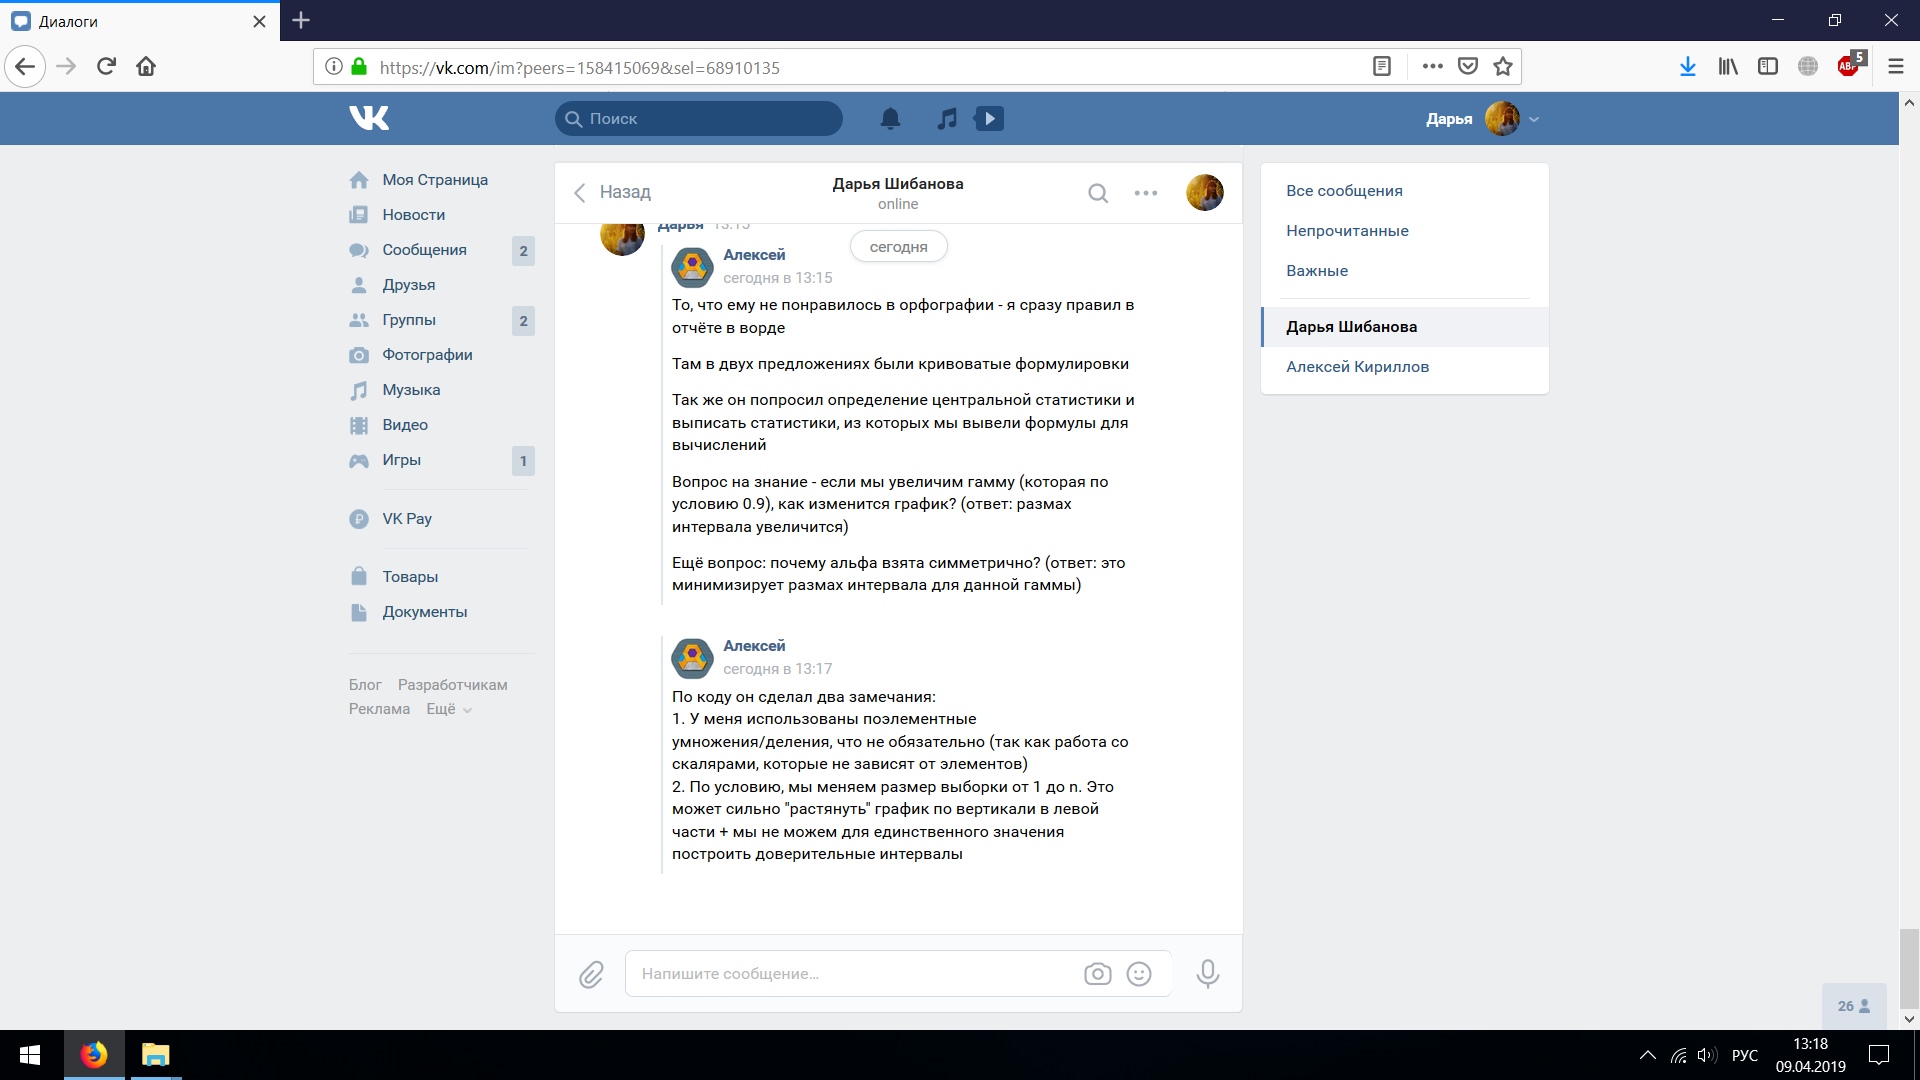 Диалоги
https://vk.com/im?peers=158415069&sel=68910135
ABP
5
Поиск
Дарья
Моя Страница
Новости
Сообщения 2
Друзья
Группы 2
Фотографии
Музыка
Видео
Игры 1
VK Pay
Товары
Документы
Блог Разработчикам
Реклама Ещё
Назад
Дарья Шибанова
online
Дарья 13:15
сегодня
Алексей
сегодня в 13:15
То, что ему не понравилось в орфографии - я сразу правил в
отчёте в ворде
Там в двух предложениях были кривоватые формулировки
Так же он попросил определение центральной статистики и
выписать статистики, из которых мы вывели формулы для
вычислений
Вопрос на знание - если мы увеличим гамму (которая по
условию 0.9), как изменится график? (ответ: размах
интервала увеличится)
Ещё вопрос: почему альфа взята симметрично? (ответ: это
минимизирует размах интервала для данной гаммы)
Алексей
сегодня в 13:17
По коду он сделал два замечания:
1. У меня использованы поэлементные
умножения/деления, что не обязательно (так как работа со
скалярами, которые не зависят от элементов)
2. По условию, мы меняем размер выборки от 1 до n. Это
может сильно "растянуть" график по вертикали в левой
части + мы не можем для единственного значения
построить доверительные интервалы
Напишите сообщение...
Все сообщения
Непрочитанные
Важные
Дарья Шибанова
Алексей Кириллов
26
РУС
13:18
09.04.2019